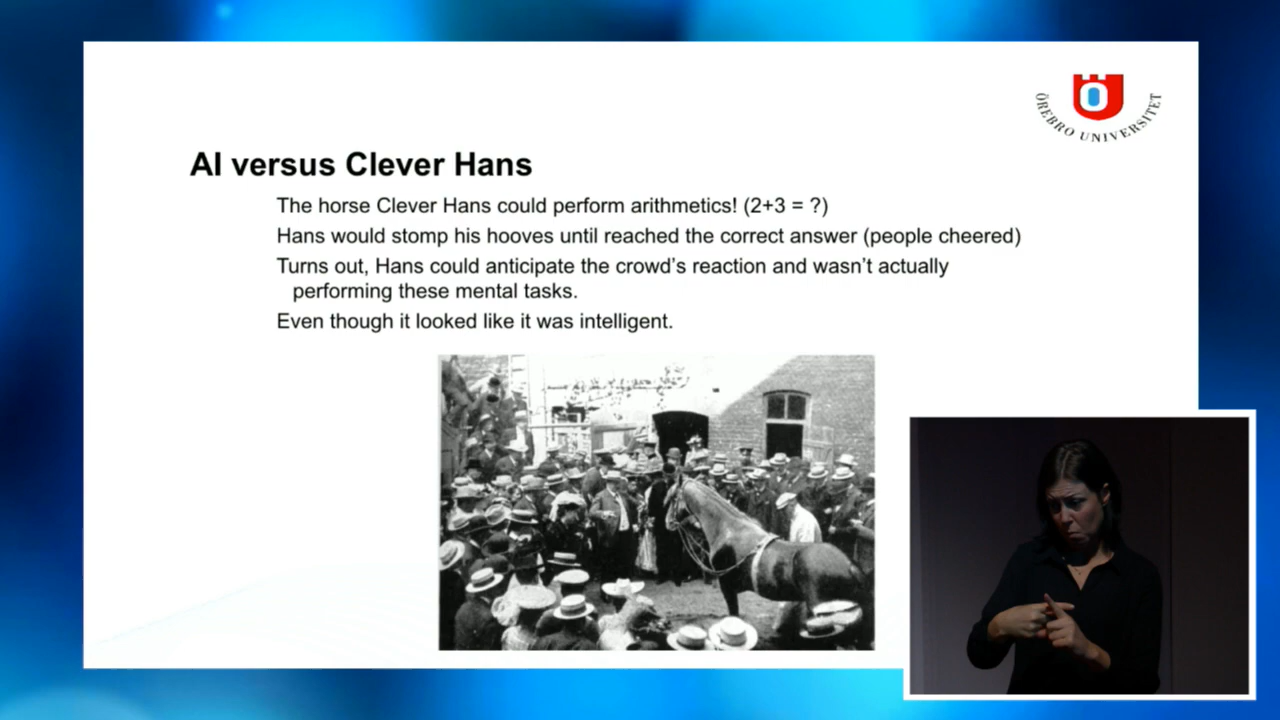 ÖREBRO UNIVERSITET
AI versus Clever Hans
The horse Clever Hans could perform arithmetics! (2+3 = ?)
Hans would stomp his hooves until reached the correct answer (people cheered)
Turns out, Hans could anticipate the crowd's reaction and wasn't actually
performing these mental tasks.
Even though it looked like it was intelligent.